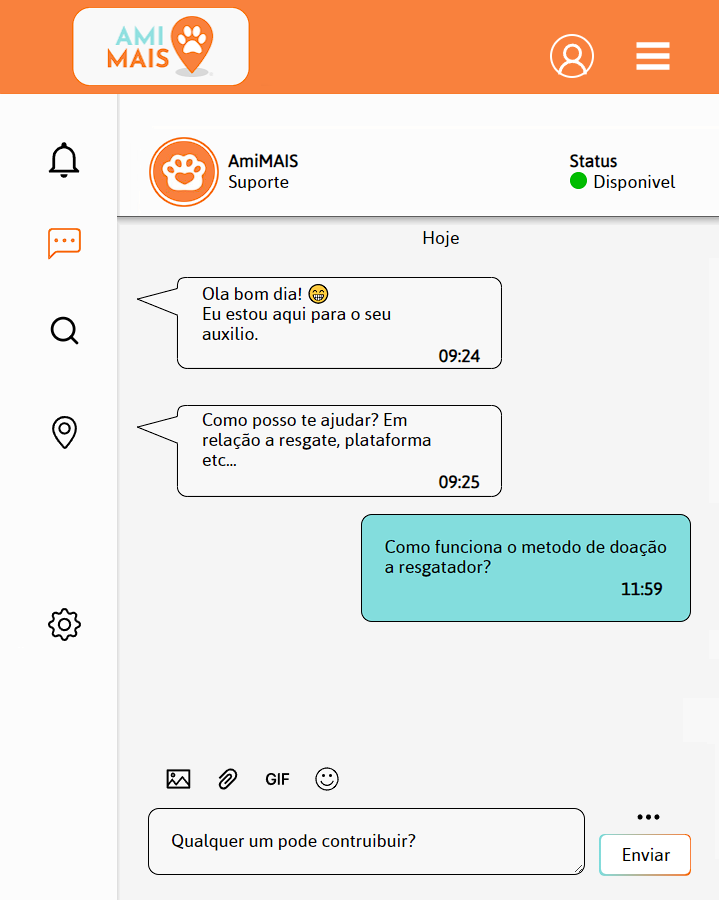 AMI
MAIS
AmiMAIS
Suporte
Status
Disponivel
Hoje
Ola bom dia! 😁
Eu estou aqui para o seu
auxilio.
09:24
Como posso te ajudar? Em
relação a resgate, plataforma
etc...
09:25
Como funciona o metodo de doação
a resgatador?
11:59
GIF
Qualquer um pode contruibuir?
Enviar